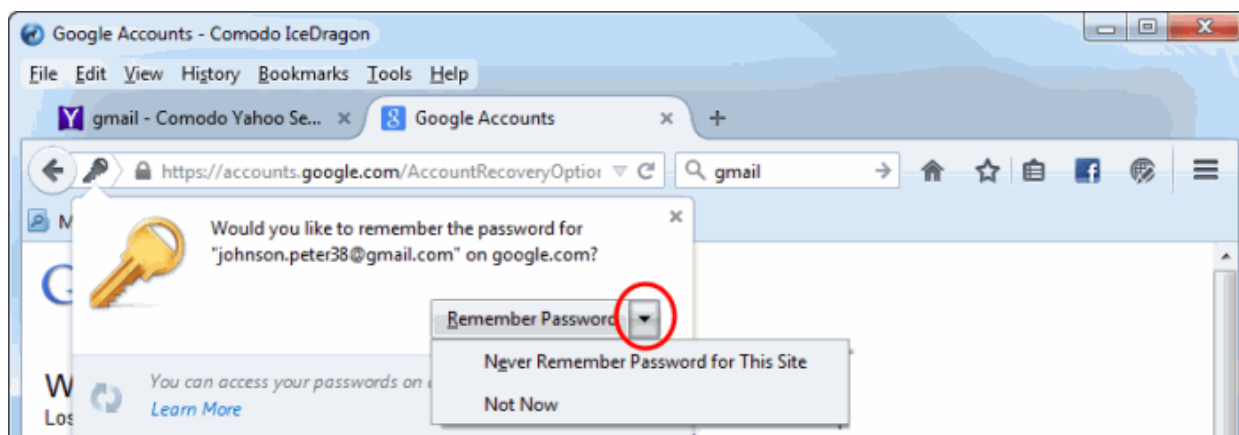 Google Accounts - Comodo IceDragon
File Edit View History Bookmarks Tools Help
gmail - Comodo Yahoo Se... Google Accounts
https://accounts.google.com/AccountRecoveryOption gmail
M
Would you like to remember the password for
"johnson.peter38@gmail.com" on google.com?
G
Remember Password
Never Remember Password for This Site
W You can access your passwords on
Los Learn More
Not Now